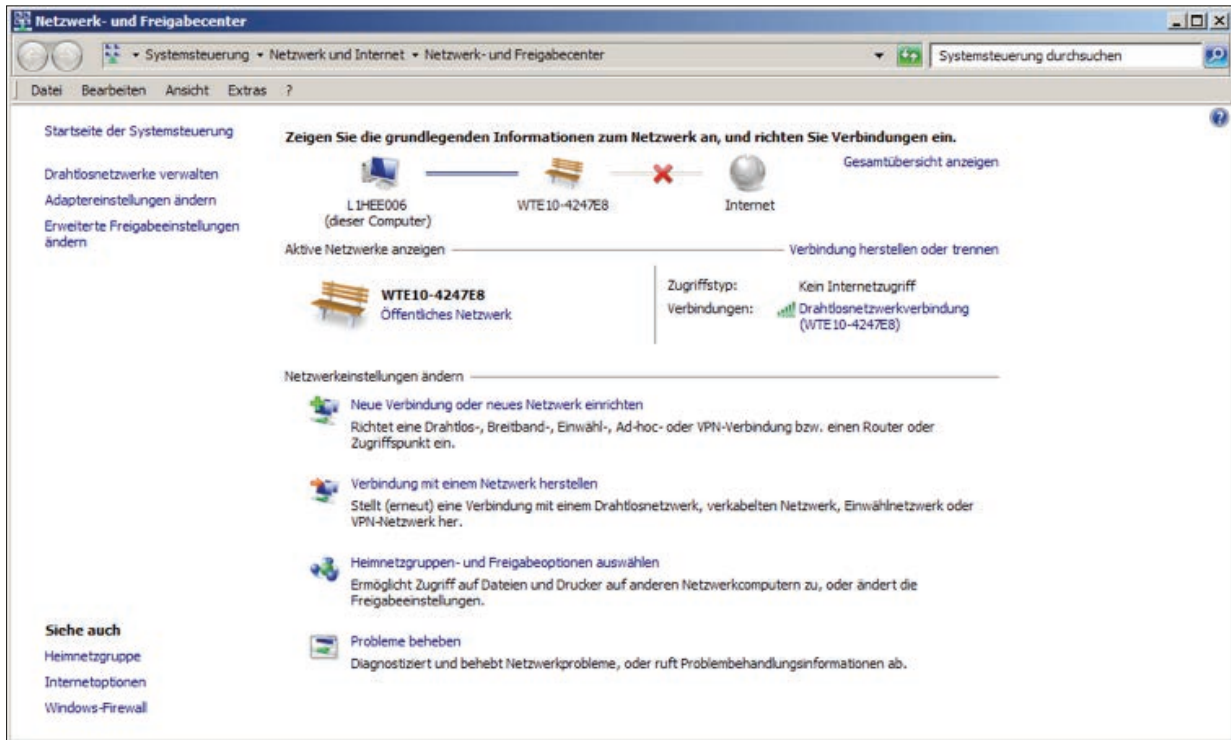 Netzwerk- und Freigabecenter
Systemsteuerung Netzwerk und Internet Netzwerk- und Freigabecenter
Systemsteuerung durchsuchen
Datei Bearbeiten Ansicht Extras ?
Startseite der Systemsteuerung
Drahtlosnetzwerke verwalten
Adaptereinstellungen ändern
Erweiterte Freigabeeinstellungen
ändern
Zeigen Sie die grundlegenden Informationen zum Netzwerk an, und richten Sie Verbindungen ein.
Gesamtübersicht anzeigen
L1HEE006
(dieser Computer)
WTE10-4247E8
Internet
Aktive Netzwerke anzeigen
Verbindung herstellen oder trennen
WTE10-4247E8
Öffentliches Netzwerk
Zugriffstyp: Kein Internetzugriff
Verbindungen: Drahtlosnetzwerkverbindung
(WTE10-4247E8)
Netzwerkeinstellungen ändern
Neue Verbindung oder neues Netzwerk einrichten
Richtet eine Drahtlos-, Breitband-, Einwähl-, Ad-hoc- oder VPN-Verbindung bzw. einen Router oder
Zugriffspunkt ein.
Verbindung mit einem Netzwerk herstellen
Stellt (erneut) eine Verbindung mit einem Drahtlosnetzwerk, verkabelten Netzwerk, Einwählnetzwerk oder
VPN-Netzwerk her.
Heimnetzgruppen- und Freigabeoptionen auswählen
Ermöglicht Zugriff auf Dateien und Drucker auf anderen Netzwerkcomputern zu, oder ändert die
Freigabeeinstellungen.
Probleme beheben
Diagnostiziert und behebt Netzwerkprobleme, oder ruft Problembehandlungsinformationen ab.
Siehe auch
Heimnetzgruppe
Internetoptionen
Windows-Firewall